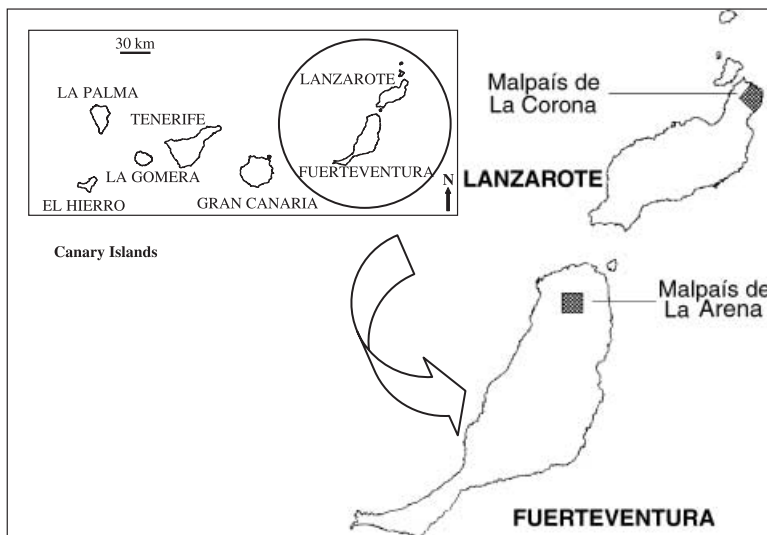 30 km
LANZAROTE
LA PALMA
TENERIFE
LA GOMERA
FUERTEVENTURA
N
EL HIERRO
GRAN CANARIA
Canary Islands
Malpaís de
La Corona
LANZAROTE
Malpaís de
La Arena
FUERTEVENTURA